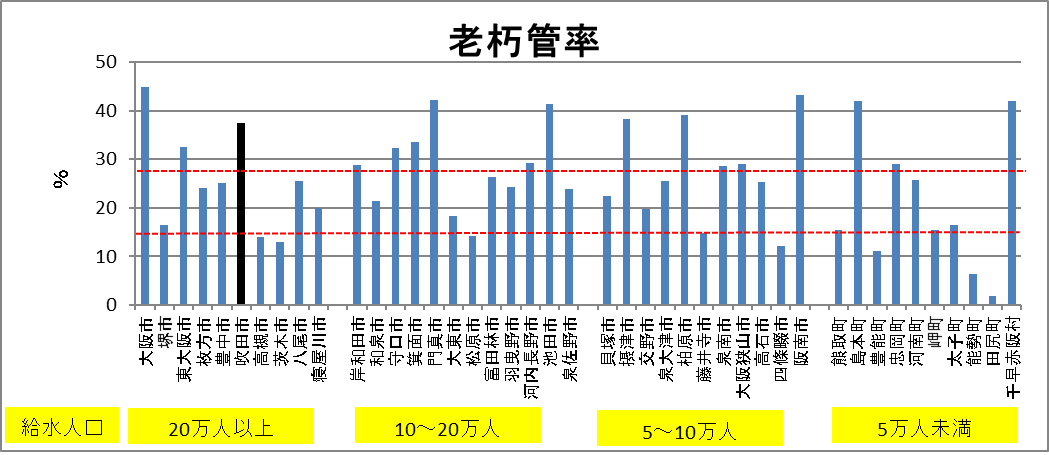 老朽管率
50
40
30
20
10
0
%
大阪市
堺市
東大阪市
枚方市
豊中市
吹田市
高槻市
茨木市
八尾市
寝屋川市
岸和田市
和泉市
守口市
箕面市
門真市
大東市
松原市
富田林市
羽曳野市
河内長野市
池田市
泉佐野市
貝塚市
摂津市
交野市
泉大津市
柏原市
藤井寺市
泉南市
大阪狭山市
高石市
四條畷市
阪南市
熊取町
島本町
豊能町
忠岡町
河南町
岬町
太子町
能勢町
田尻町
千早赤阪村
給水人口
20万人以上
10～20万人
5～10万人
5万人未満